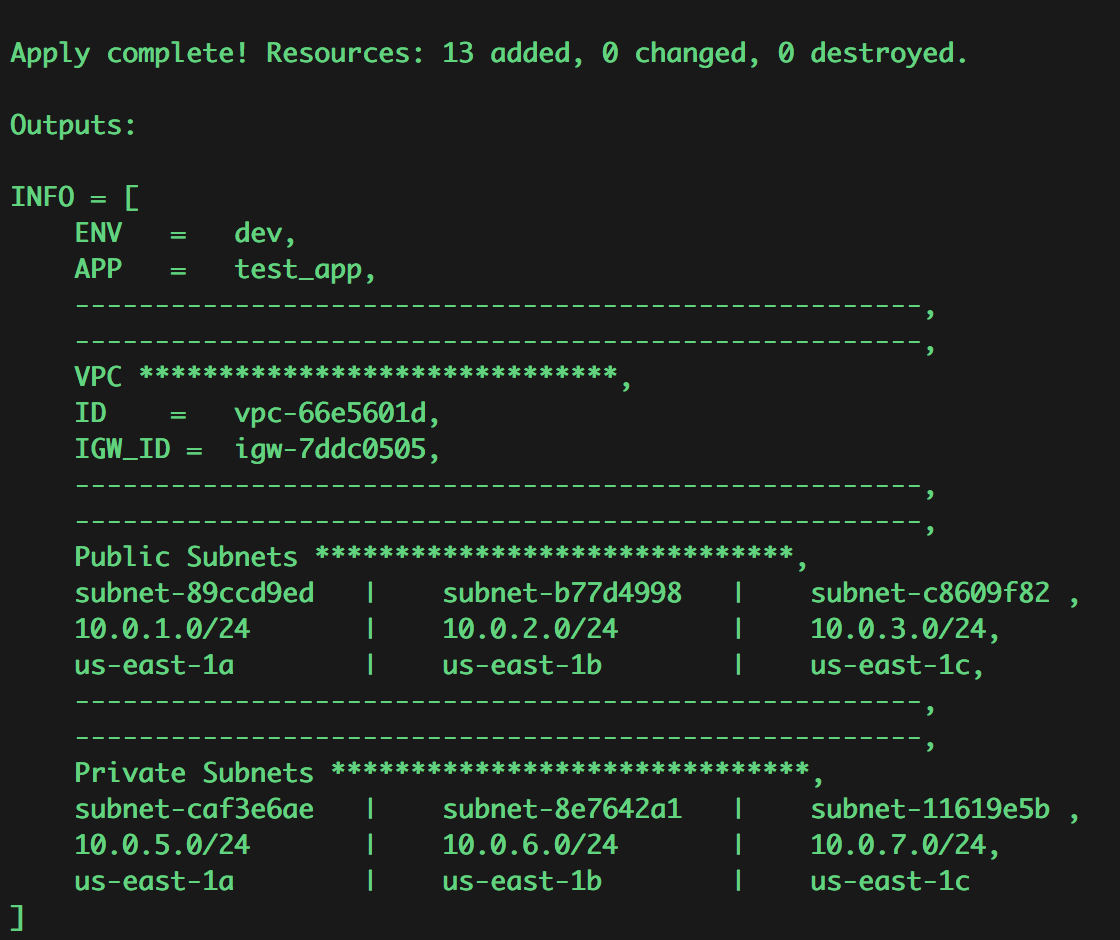 Apply complete! Resources: 13 added, 0 changed, 0 destroyed.
Outputs:
INFO = [
    ENV   =   dev,
    APP   =   test_app,
    -----------------------------------------------------,
    -----------------------------------------------------,
    VPC ******************************,
    ID    =   vpc-66e5601d,
    IGW_ID =  igw-7ddc0505,
    -----------------------------------------------------,
    -----------------------------------------------------,
    Public Subnets ******************************,
    subnet-89ccd9ed   |    subnet-b77d4998   |    subnet-c8609f82 ,
    10.0.1.0/24       |    10.0.2.0/24       |    10.0.3.0/24,
    us-east-1a        |    us-east-1b        |    us-east-1c,
    -----------------------------------------------------,
    -----------------------------------------------------,
    Private Subnets ******************************,
    subnet-caf3e6ae   |    subnet-8e7642a1   |    subnet-11619e5b ,
    10.0.5.0/24       |    10.0.6.0/24       |    10.0.7.0/24,
    us-east-1a        |    us-east-1b        |    us-east-1c
]